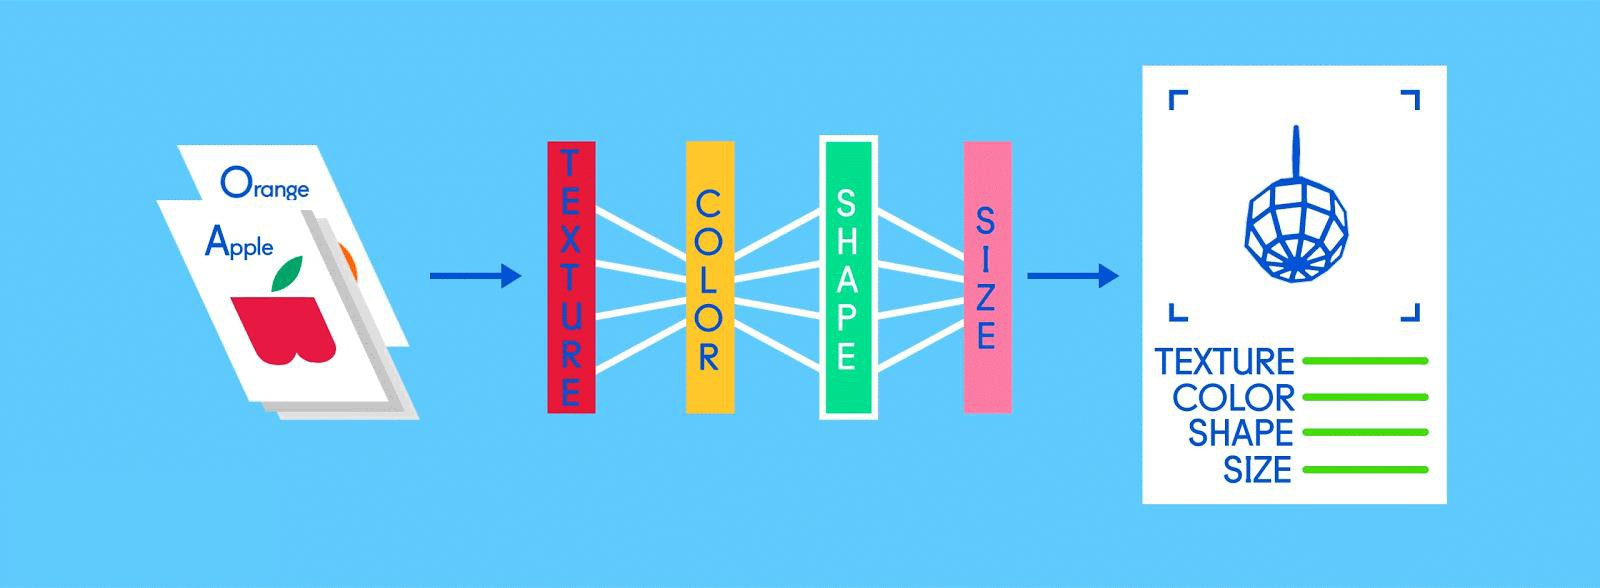 Orange
Apple
TEXTURE
COLOR
SHAPE
SIZE
TEXTURE
COLOR
SHAPE
SIZE